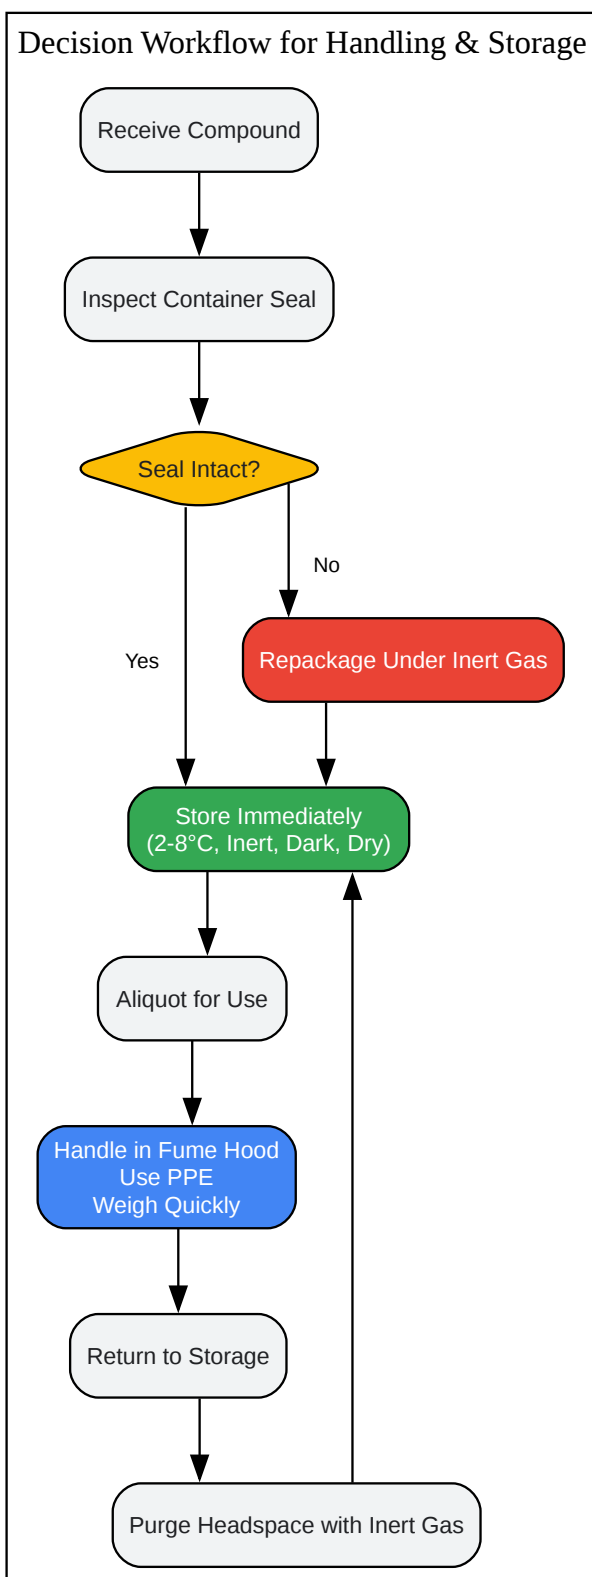 Decision Workflow for Handling & Storage
Receive Compound
Inspect Container Seal
Seal Intact?
No
Yes
Repackage Under Inert Gas
Store Immediately
(2-8°C, Inert, Dark, Dry)
Aliquot for Use
Handle in Fume Hood
Use PPE
Weigh Quickly
Return to Storage
Purge Headspace with Inert Gas